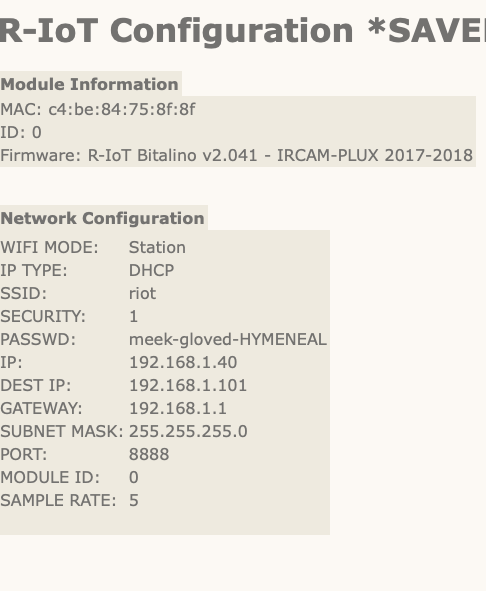 R-IoT Configuration *SAVE
Module Information
MAC: c4:be:84:75:8f:8f
ID: 0
Firmware: R-IoT Bitalino v2.041 - IRCAM-PLUX 2017-2018
Network Configuration
WIFI MODE: Station
IP TYPE: DHCP
SSID: riot
SECURITY: 1
PASSWD: meek-gloved-HYMENEAL
IP: 192.168.1.40
DEST IP: 192.168.1.101
GATEWAY: 192.168.1.1
SUBNET MASK: 255.255.255.0
PORT: 8888
MODULE ID: 0
SAMPLE RATE: 5